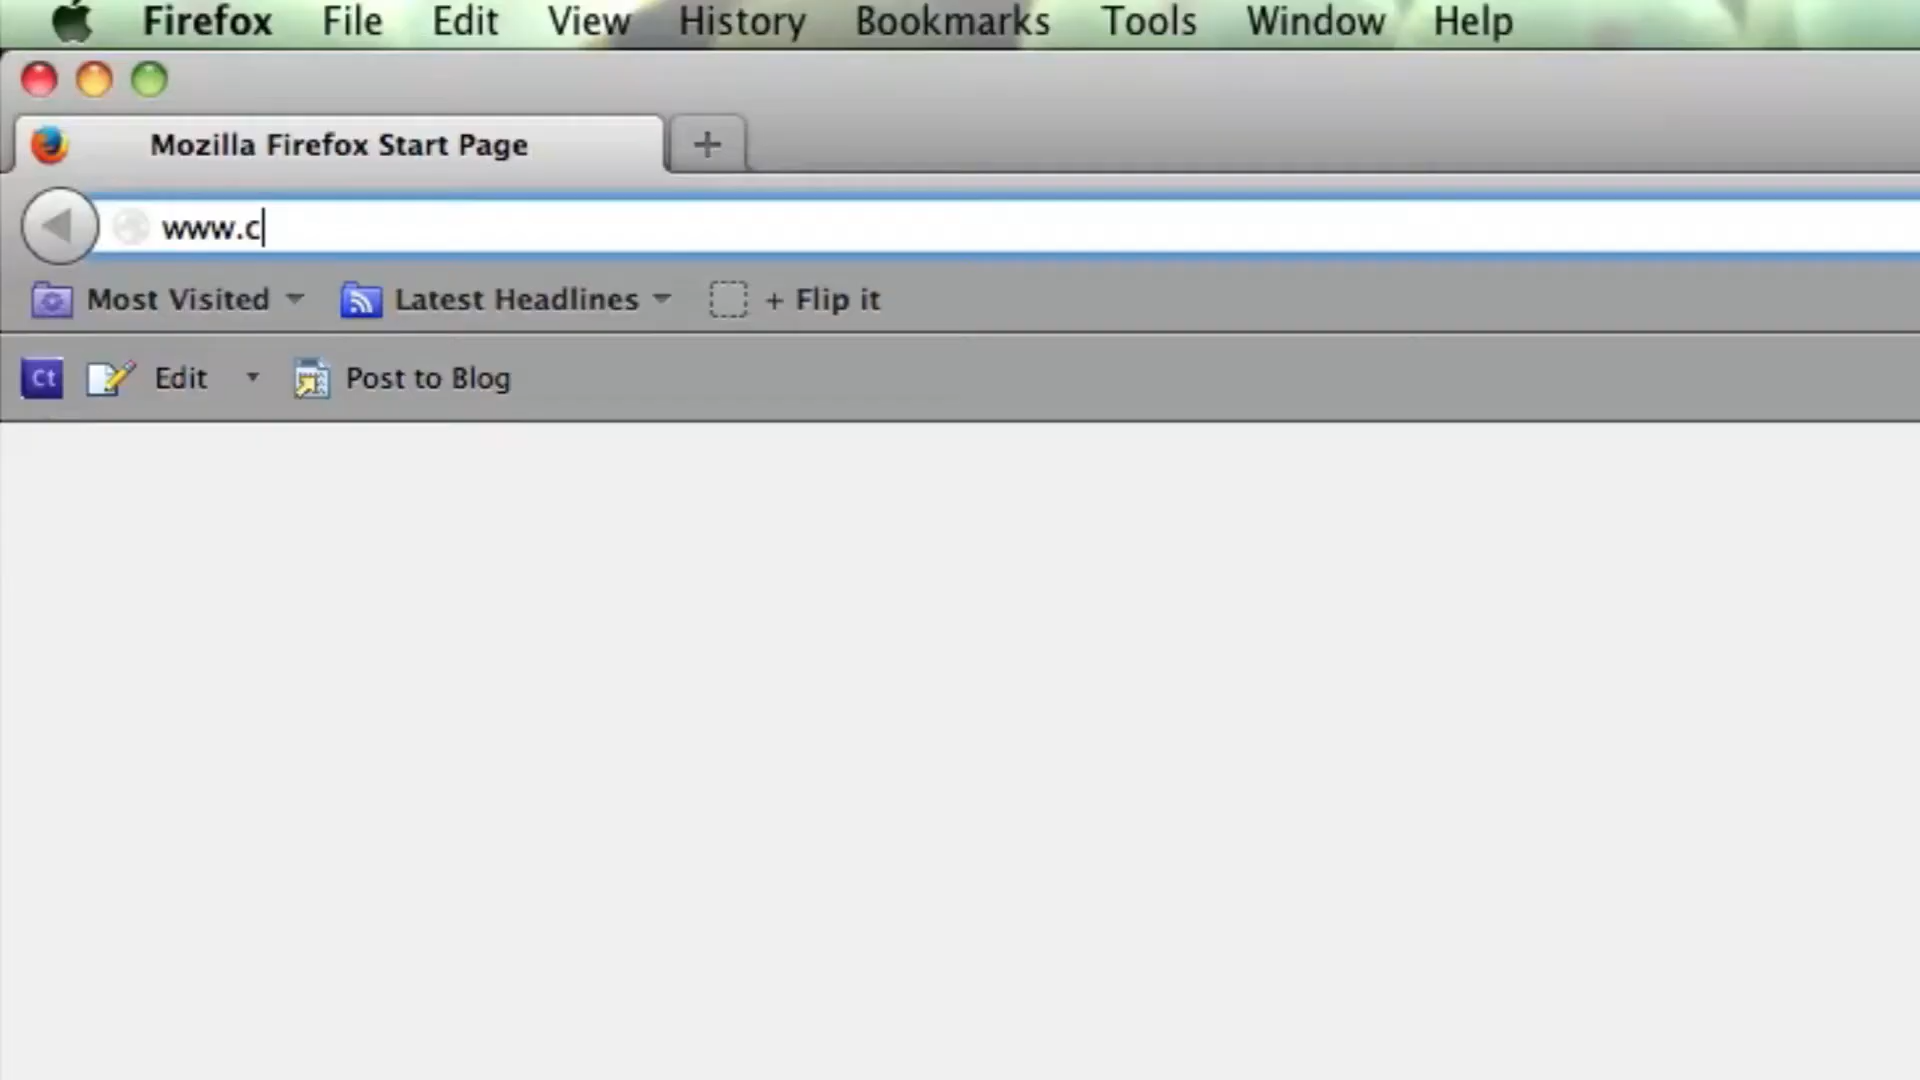 Firefox File Edit View History Bookmarks Tools Window Help
Mozilla Firefox Start Page +
www.c
Most Visited Latest Headlines + Flip it
Ct Edit Post to Blog